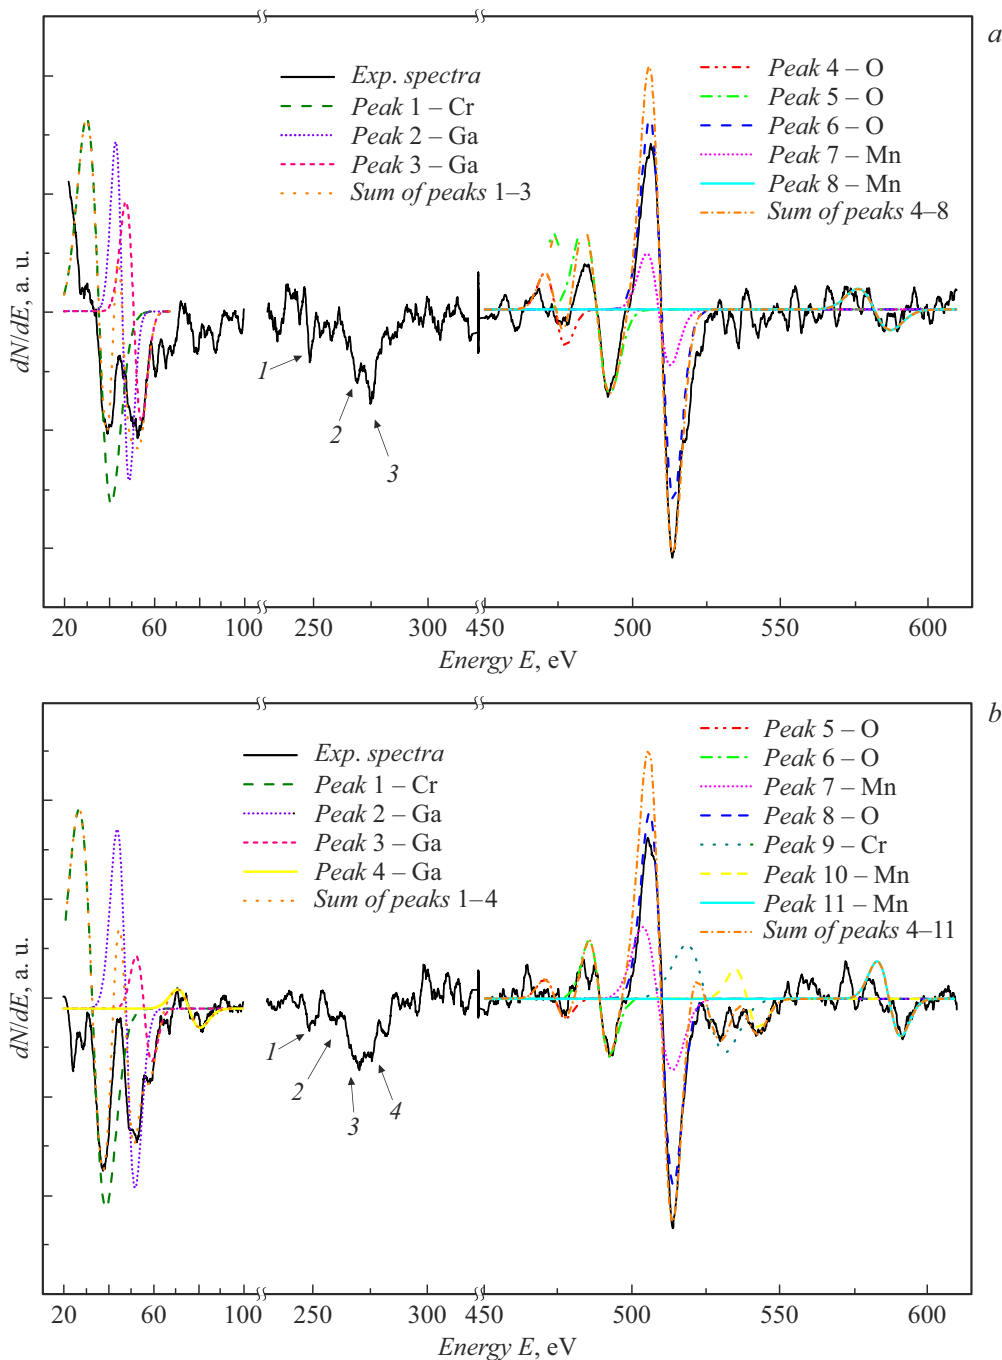 a
Exp. spectra
Peak 1 – Cr
Peak 2 – Ga
Peak 3 – Ga
Sum of peaks 1–3
Peak 4 – O
Peak 5 – O
Peak 6 – O
Peak 7 – Mn
Peak 8 – Mn
Sum of peaks 4–8
dN/dE, a. u.
1
2
3
20 60 100 250 300 450 500 550 600
Energy E, eV
b
Exp. spectra
Peak 1 – Cr
Peak 2 – Ga
Peak 3 – Ga
Peak 4 – Ga
Sum of peaks 1–4
Peak 5 – O
Peak 6 – O
Peak 7 – Mn
Peak 8 – O
Peak 9 – Cr
Peak 10 – Mn
Peak 11 – Mn
Sum of peaks 4–11
dN/dE, a. u.
1
2
3
4
20 60 100 250 300 450 500 550 600
Energy E, eV